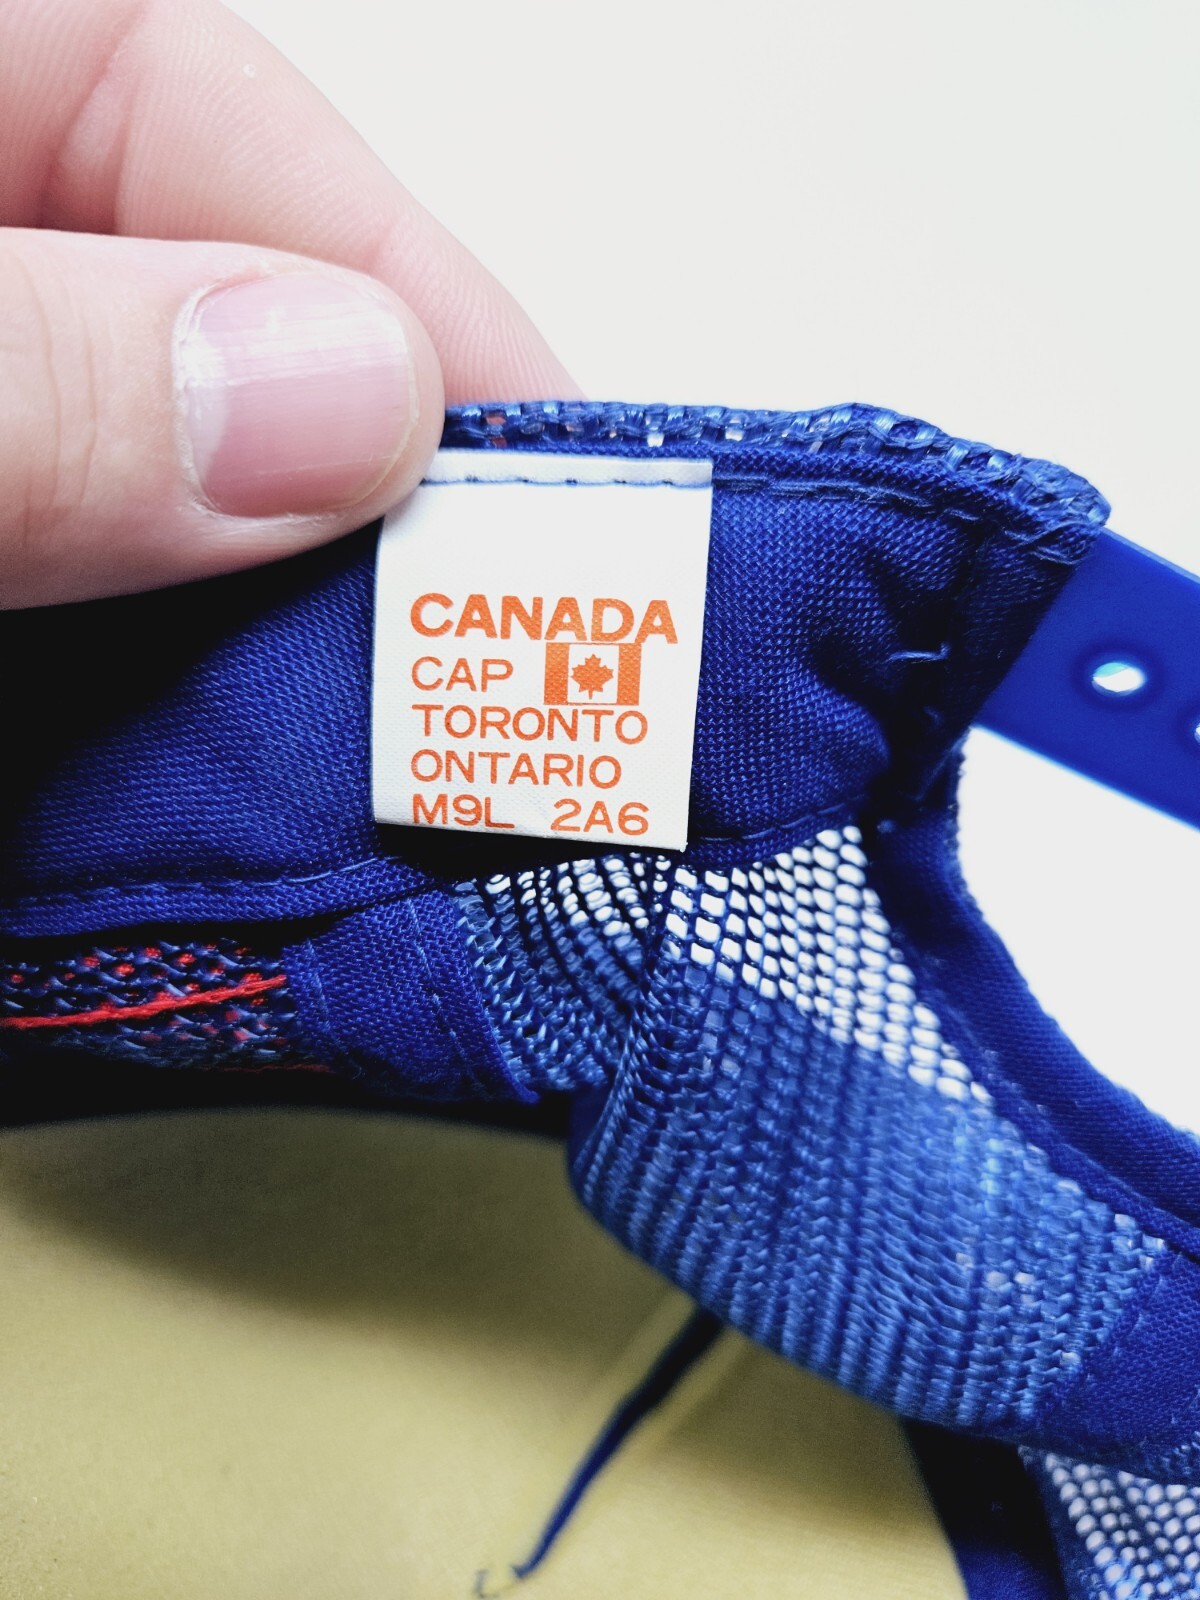 CANADA
CAP
TORONTO
ONTARIO
M9L 2A6